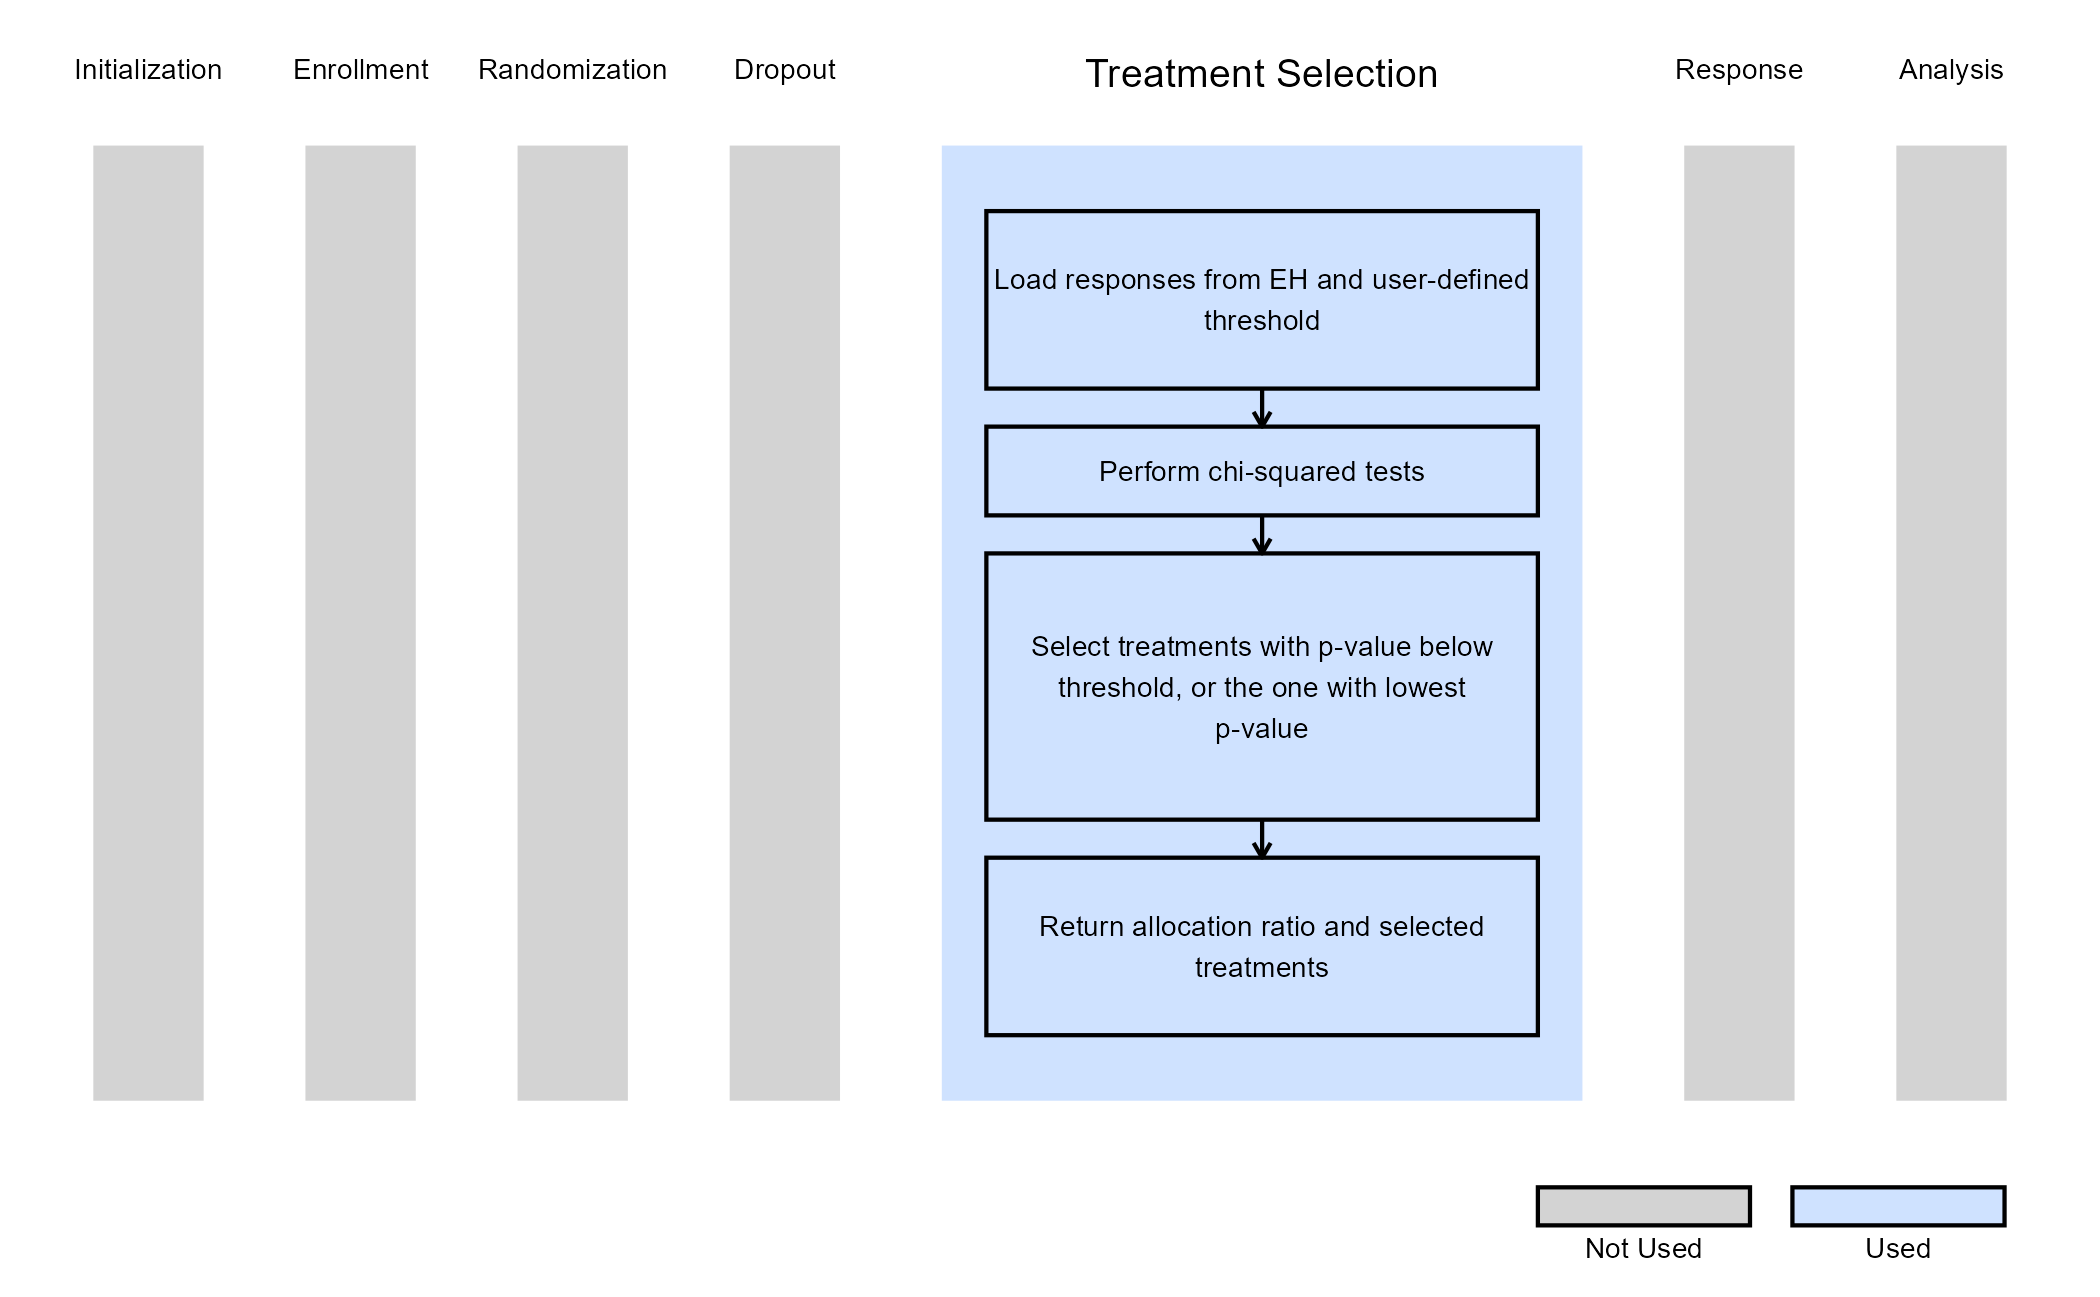 Initialization
Enrollment
Randomization
Dropout
Treatment Selection
Response
Analysis
Load responses from EH and user-defined
threshold
Perform chi-squared tests
Select treatments with p-value below
threshold, or the one with lowest
p-value
Return allocation ratio and selected
treatments
Not Used
Used